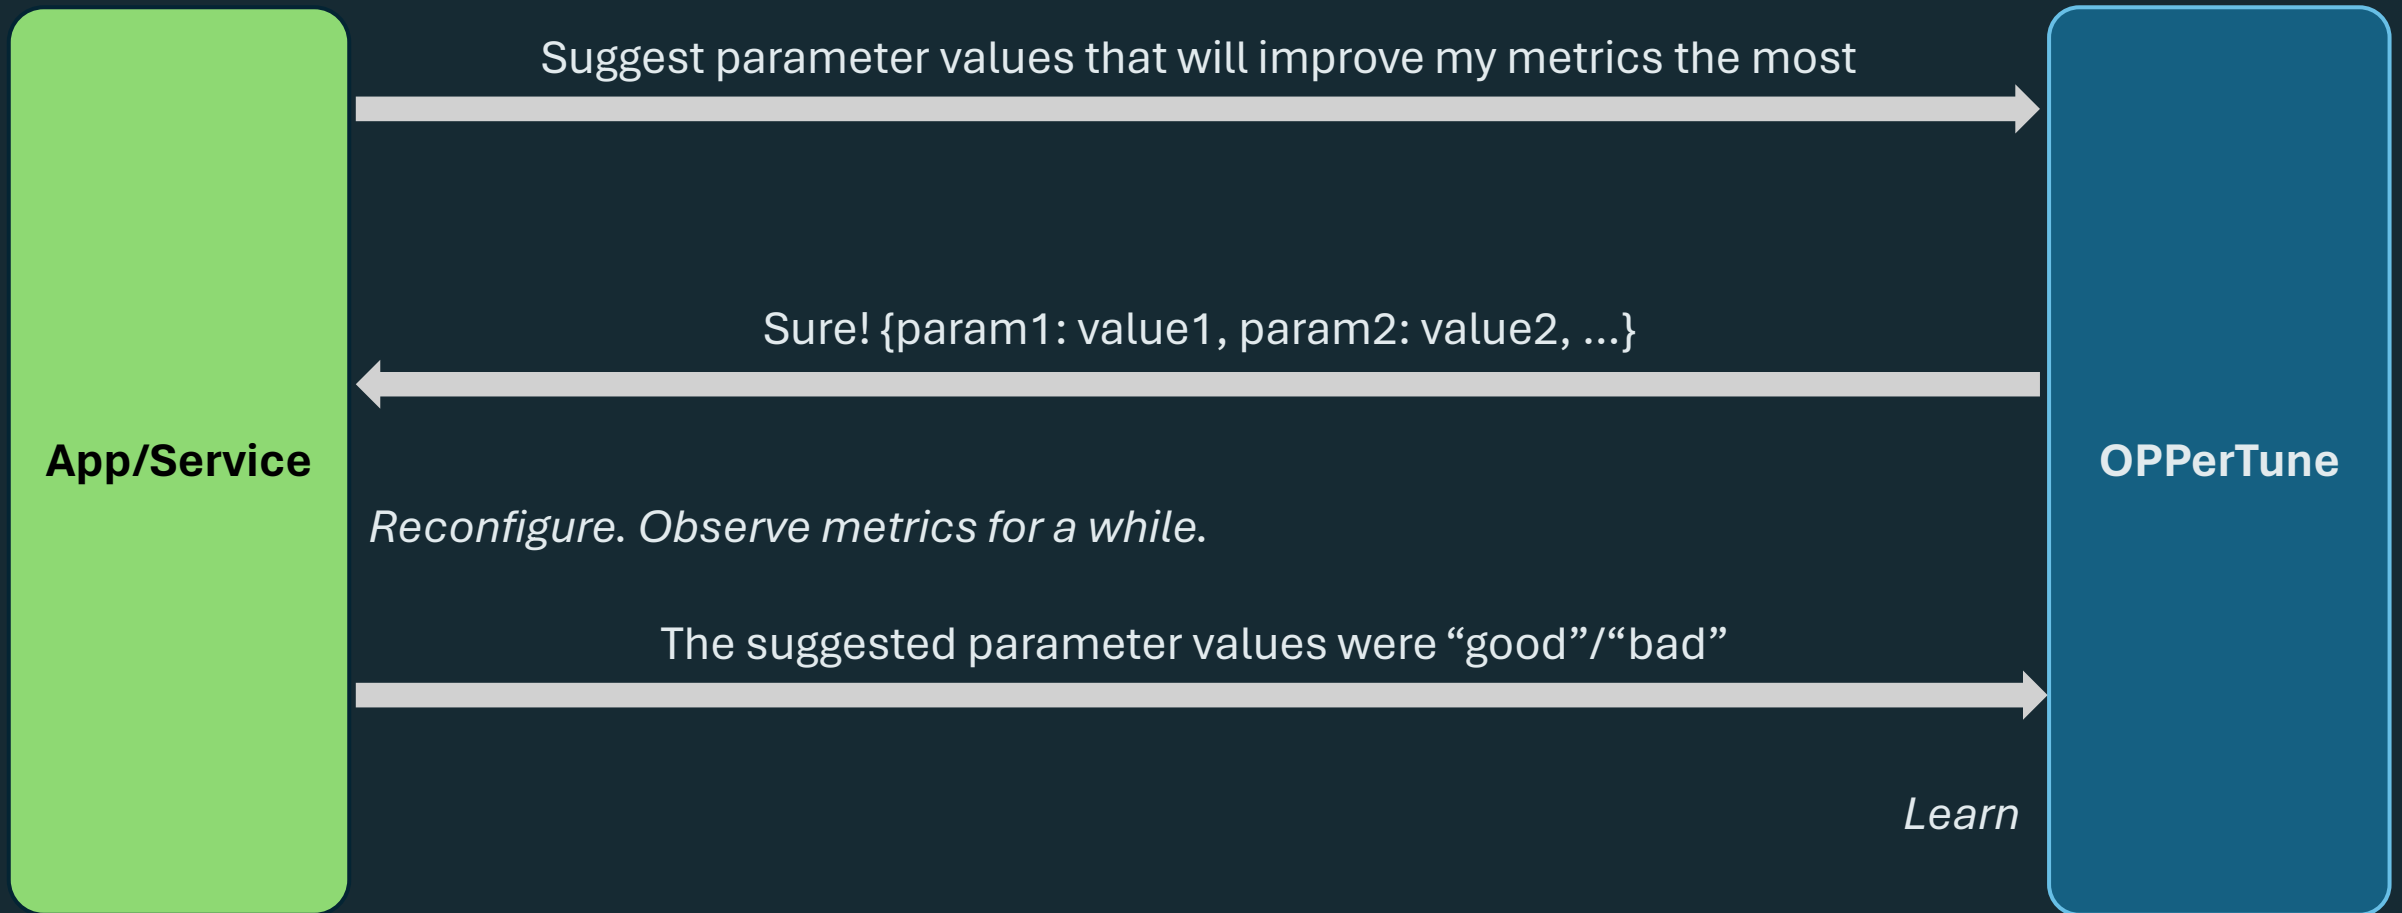 Suggest parameter values that will improve my metrics the most
Sure! {param1: value1, param2: value2, ...}
App/Service
OPPerTune
Reconfigure. Observe metrics for a while.
The suggested parameter values were “good”/“bad”
Learn